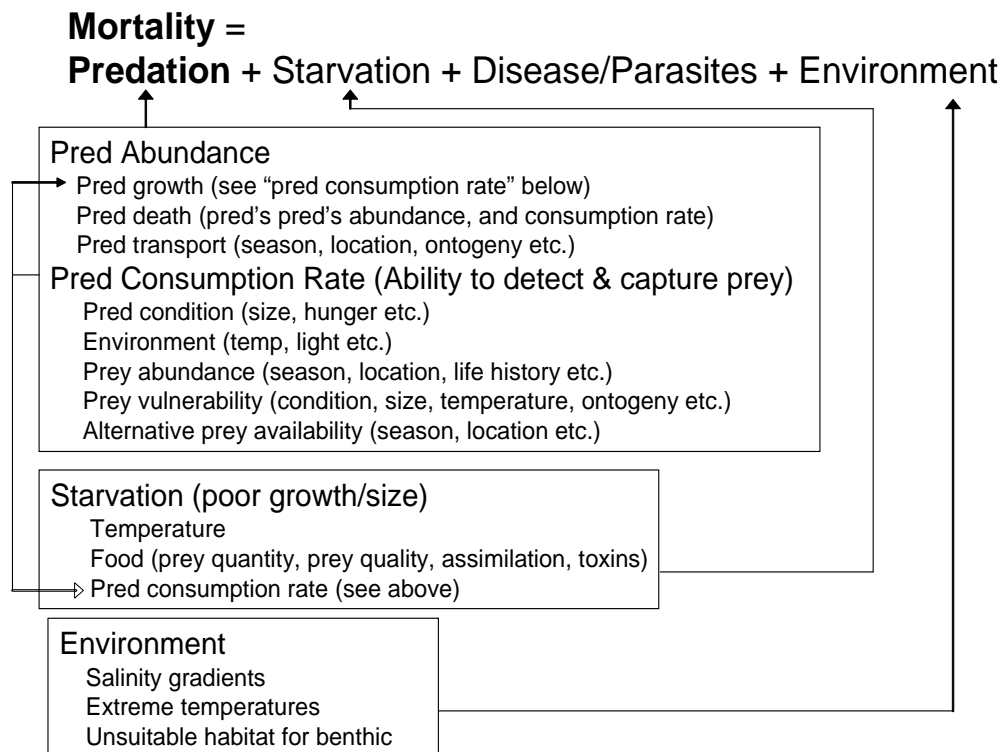 Mortality =
Predation + Starvation + Disease/Parasites + Environment
Pred Abundance
Pred growth (see “pred consumption rate” below)
Pred death (pred’s pred’s abundance, and consumption rate)
Pred transport (season, location, ontogeny etc.)
Pred Consumption Rate (Ability to detect & capture prey)
Pred condition (size, hunger etc.)
Environment (temp, light etc.)
Prey abundance (season, location, life history etc.)
Prey vulnerability (condition, size, temperature, ontogeny etc.)
Alternative prey availability (season, location etc.)
Starvation (poor growth/size)
Temperature
Food (prey quantity, prey quality, assimilation, toxins)
Pred consumption rate (see above)
Environment
Salinity gradients
Extreme temperatures
Unsuitable habitat for benthic